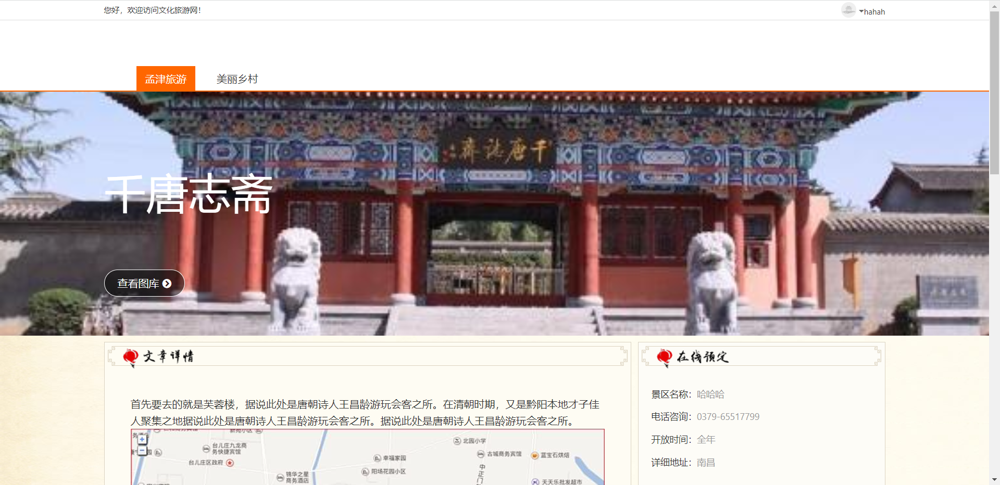 您好，欢迎访问文化旅游网！
hahah
孟津旅游
美丽乡村
千唐志斋
查看图库
文章详情
在线预定
首先要去的就是芙蓉楼，据说此处是唐朝诗人王昌龄游玩会客之所。在清朝时期，又是黔阳本地才子佳
人聚集之地据说此处是唐朝诗人王昌龄游玩会客之所。据说此处是唐朝诗人王昌龄游玩会客之所。
景区名称：哈哈哈
电话咨询：0379-65517799
开放时间：全年
详细地址：南昌
台儿庄九龙商
务快捷宾馆
台儿庄区政府
北园小学
古城商务宾馆
蓝宝石烘焙
幸福家园
阳场花园小区
锦华之星
商务酒店
中正门
天天乐批发超市